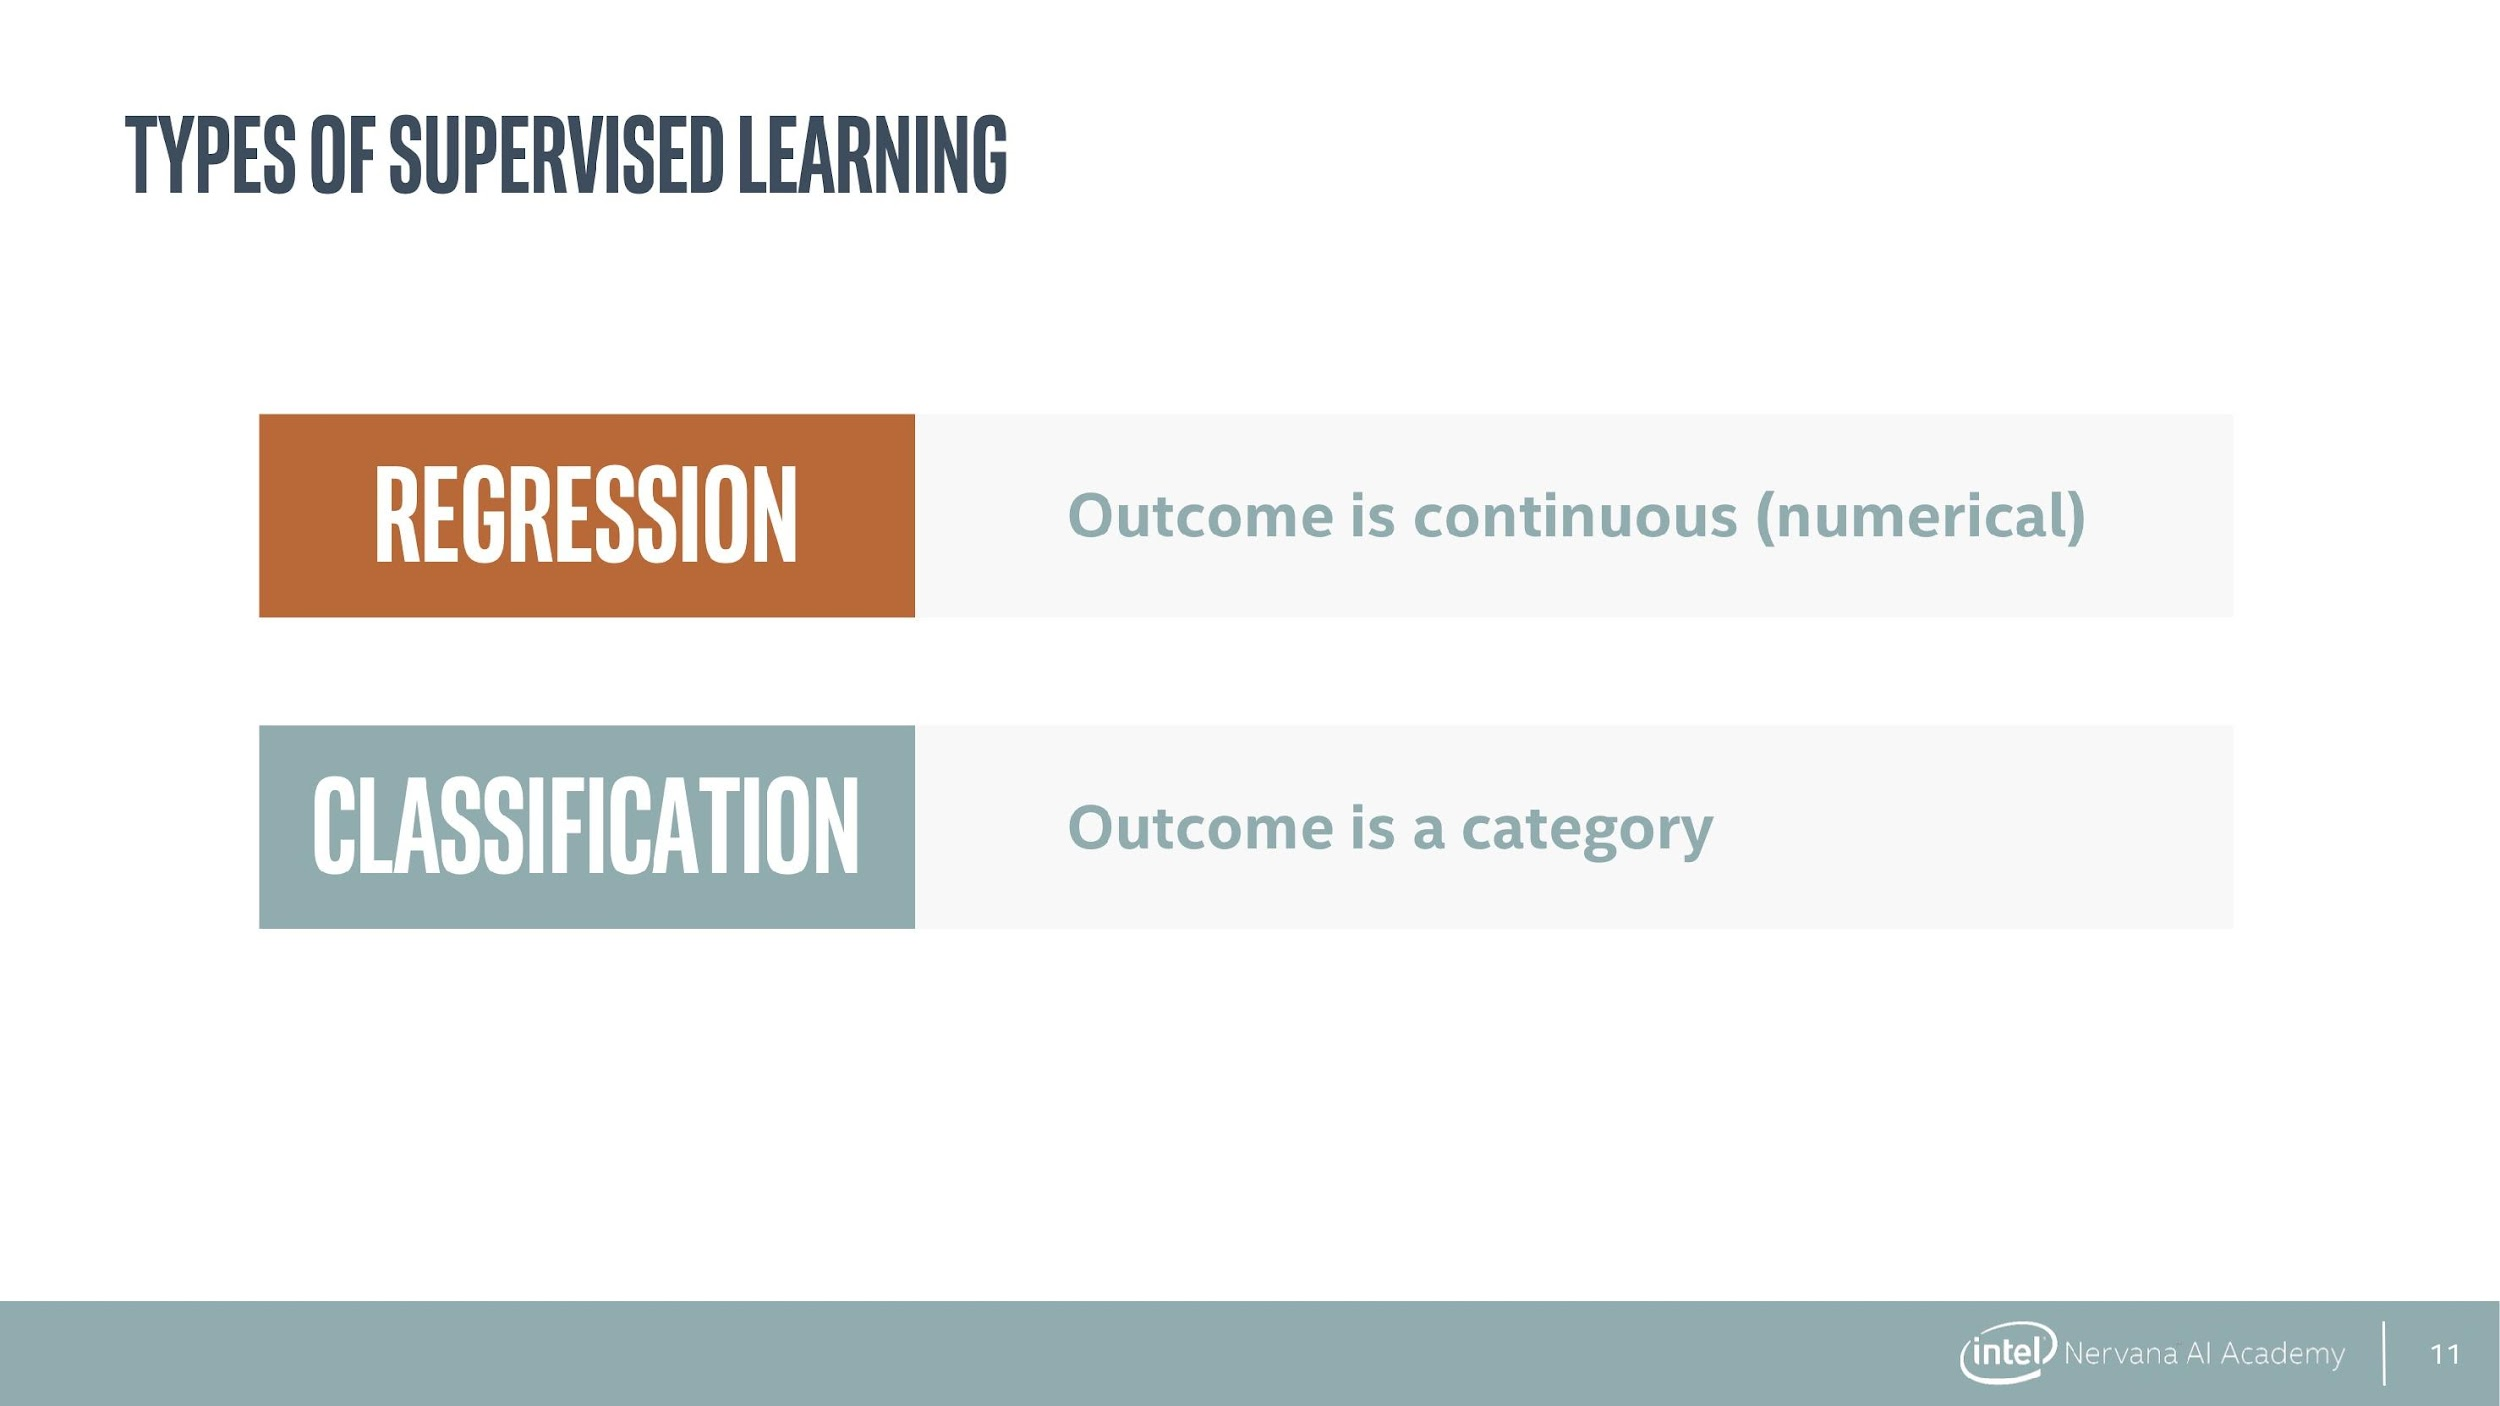 TYPES OF SUPERVISED LEARNING
REGRESSION
Outcome is continuous (numerical)
CLASSIFICATION
Outcome is a category
intel Nervana AI Academy
11